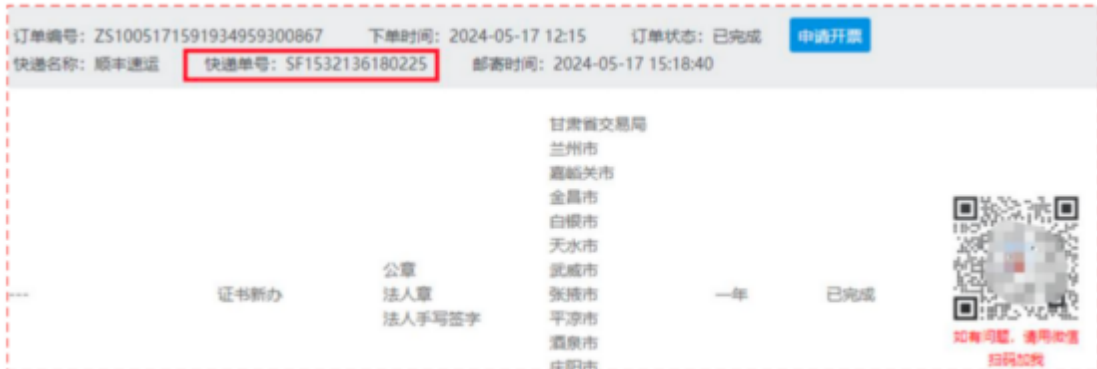 订单编号：ZS10051715919349593008​67 下单时间：2024-05-17 12:15 订单状态：已完成 申请开票
快递名称：顺丰速运 快递单号：SF1532136180225 邮寄时间：2024-05-17 15:18:40
甘肃省交易局
兰州市
嘉峪关市
金昌市
白银市
天水市
公章
武威市
---
证书新办
法人章
张掖市
一年
已完成
法人手写签字
平凉市
酒泉市
庆阳市
如有问题，请用微信
扫码加我